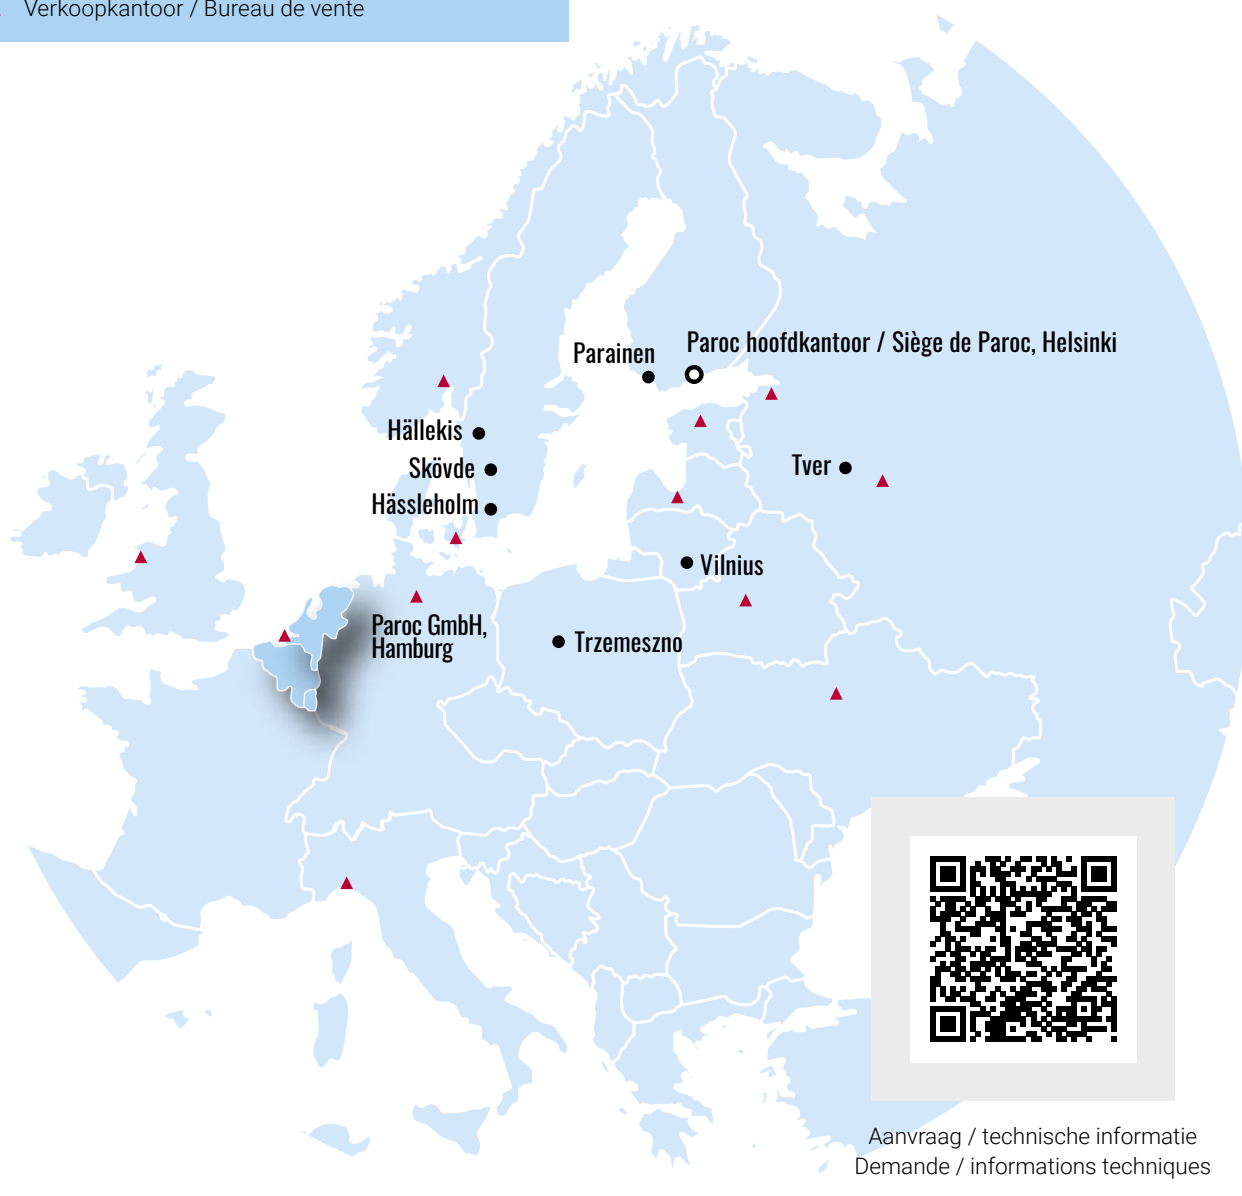 Verkoopkantoor / Bureau de vente
Paroc hoofdkantoor / Siège de Paroc, Helsinki
Parainen
Hällekis
Skövde
Tver
Hässleholm
Vilnius
Paroc GmbH,
Hamburg
Trzemeszno
Aanvraag / technische informatie
Demande / informations techniques